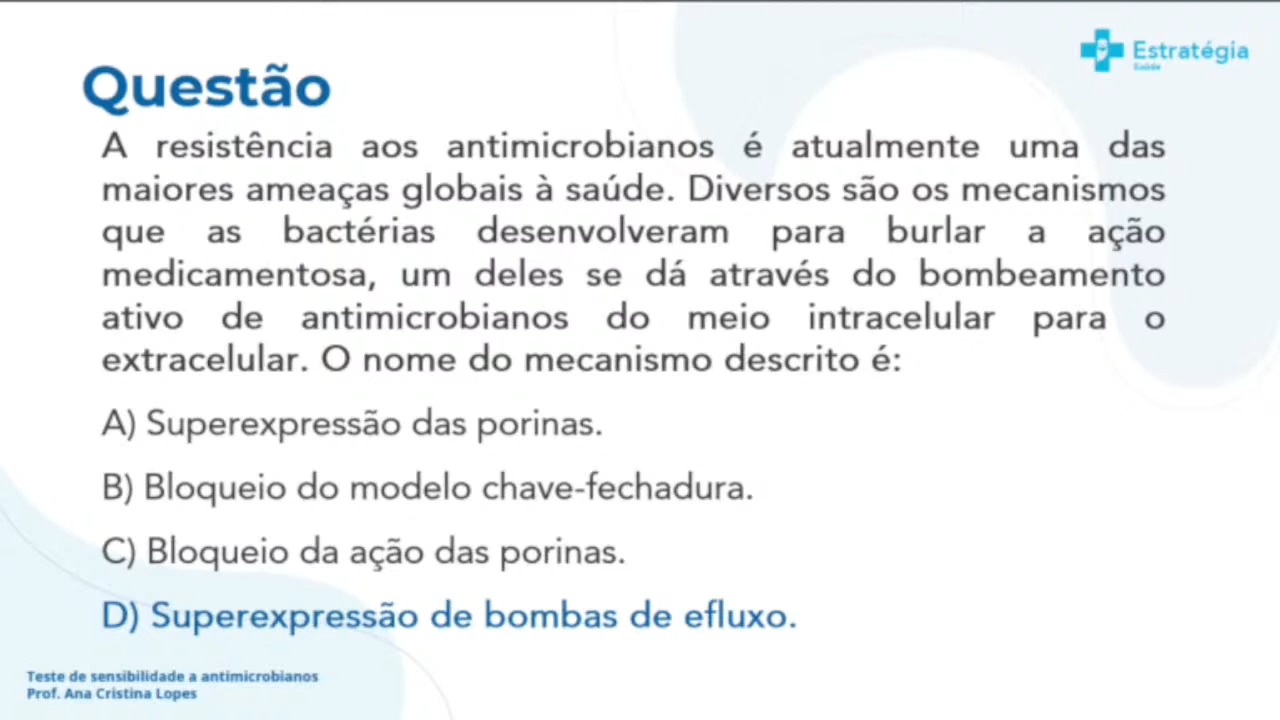 Estratégia
Saúde
Questão
A resistência aos antimicrobianos é atualmente uma das
maiores ameaças globais à saúde. Diversos são os mecanismos
que as bactérias desenvolveram para burlar a ação
medicamentosa, um deles se dá através do bombeamento
ativo de antimicrobianos do meio intracelular para o
extracelular. O nome do mecanismo descrito é:
A) Superexpressão das porinas.
B) Bloqueio do modelo chave-fechadura.
C) Bloqueio da ação das porinas.
D) Superexpressão de bombas de efluxo.
Teste de sensibilidade a antimicrobianos
Prof. Ana Cristina Lopes